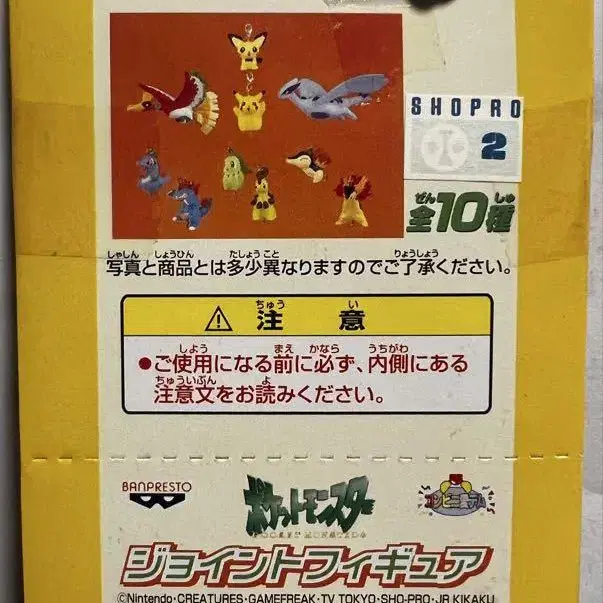 SHOPRO
2
ぜん しゅ
全10種
しゃしん しょうひん たしょうこと りょうしょう
写真と商品とは多少異なりますのでご了承ください。
ちゅう い
⚠ 注 意
しよう まえ かなら うちがわ
●ご使用になる前に必ず、内側にある
ちゅういぶん よ
注意文をお読みください。
BANPRESTO
ポケットモンスター
POCKET MONSTERS
ジョイントフィギュア
©Nintendo・CREATURES・GAMEFREAK・TV TOKYO・SHO-PRO・JR KIKAKU